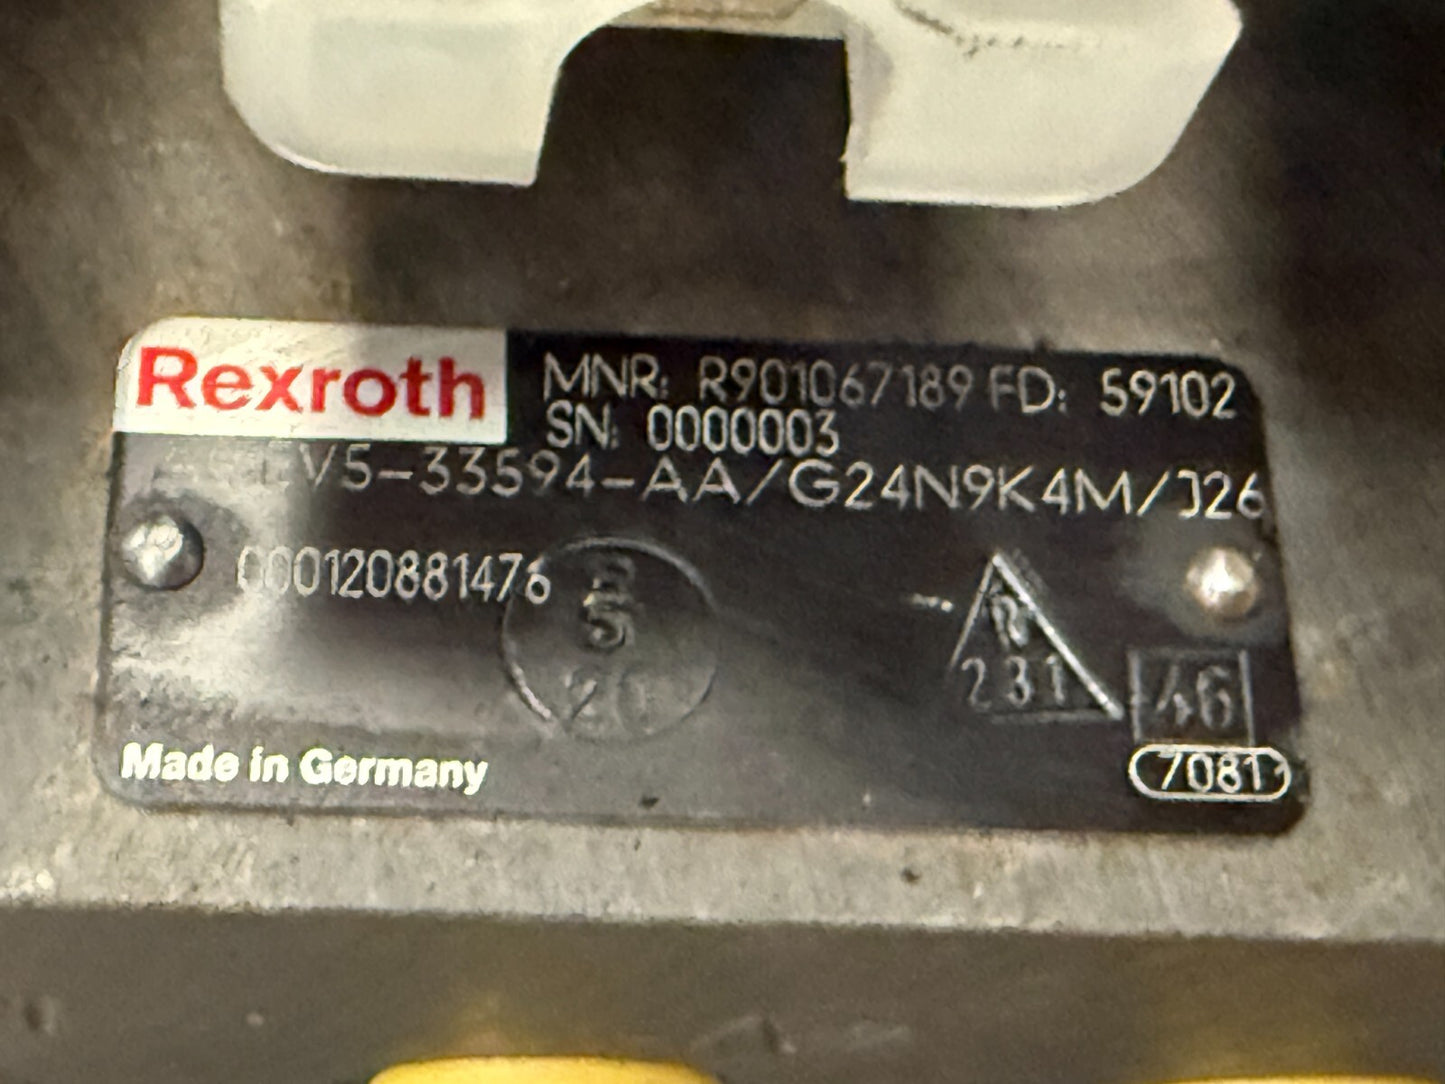 Rexroth
MNR: R901067189 FD: 59102
SN: 0000003
V5-33594-AA/G24N9K4M/J26
000120881476
20
231
46
Made in Germany
7081